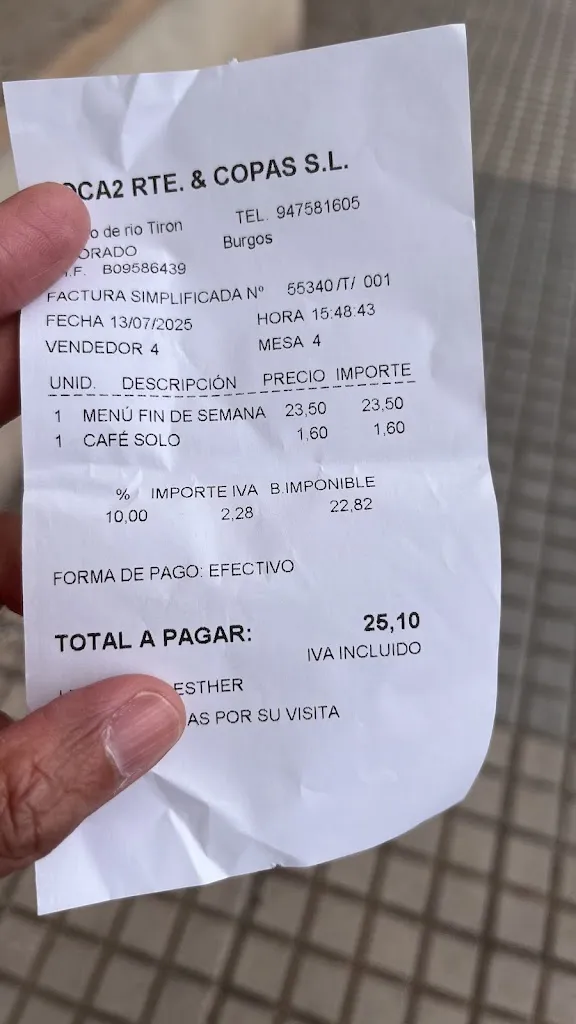 CA2 RTE. & COPAS S.L.
o de rio Tiron TEL. 947581605
ORADO Burgos
.F. B09586439
FACTURA SIMPLIFICADA Nº 55340 /T/ 001
FECHA 13/07/2025 HORA 15:48:43
VENDEDOR 4 MESA 4
UNID. DESCRIPCIÓN PRECIO IMPORTE
1 MENÚ FIN DE SEMANA 23,50 23,50
1 CAFÉ SOLO 1,60 1,60
% IMPORTE IVA B.IMPONIBLE
10,00 2,28 22,82
FORMA DE PAGO: EFECTIVO
TOTAL A PAGAR: 25,10
IVA INCLUIDO
ESTHER
AS POR SU VISITA